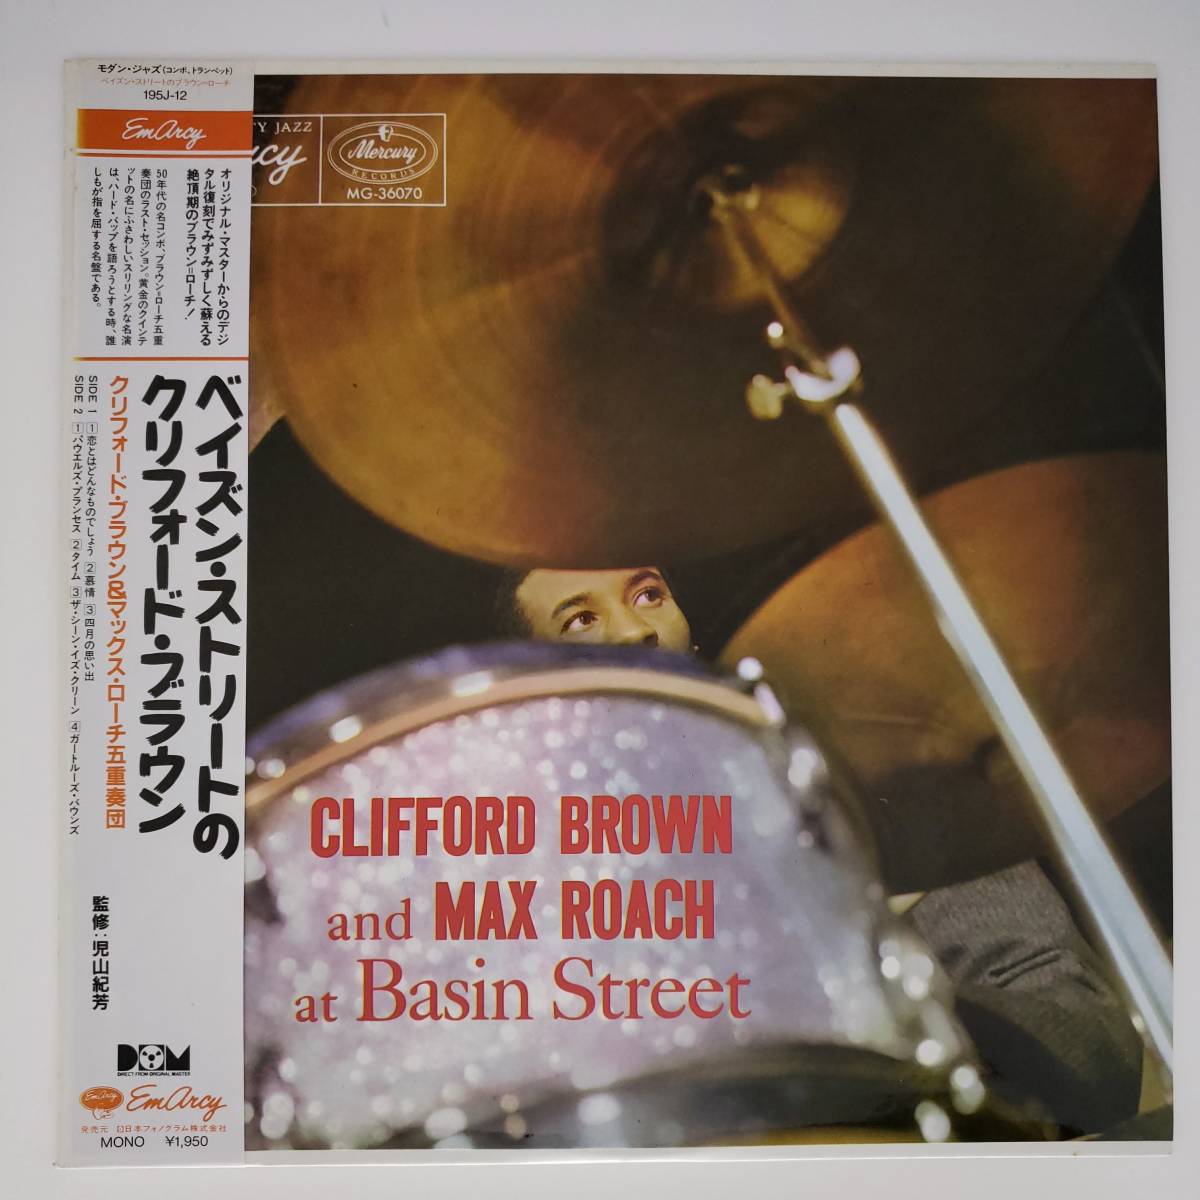 モダン・ジャズ(コンボ、トランペット)
ベイズン・ストリートのブラウン=ローチ
195J-12
EmArcy
オリジナル・マスターからのデジ
タル復刻でみずみずしく蘇える
絶頂期のブラウン=ローチ!
50年代の名コンボ、ブラウン=ローチ五重
奏団のラスト・セッション。黄金のクインテ
ットの名にふさわしいスリリングな名演
は、ハード・バップを語ろうとする時、誰
しもが指を屈する名盤である。
ベイズン・ストリートの
クリフォード・ブラウン
クリフォード・ブラウン&マックス・ローチ五重奏団
SIDE 1 1 恋とはどんなものでしょう 2 慕情 3 四月の思い出
SIDE 2 1 パウエルズ・プランセス 2 タイム 3 ザ・シーン・イズ・クリーン 4 ガートルーズ・バウンズ
監修:児山紀芳
DOM
DIRECT FROM ORIGINAL MASTER
EmArcy
EmArcy
発売元 日本フォノグラム株式会社
MONO ¥1,950
TY JAZZ
rcy
Mercury
RECORDS
MG-36070
CLIFFORD BROWN
and MAX ROACH
at Basin Street